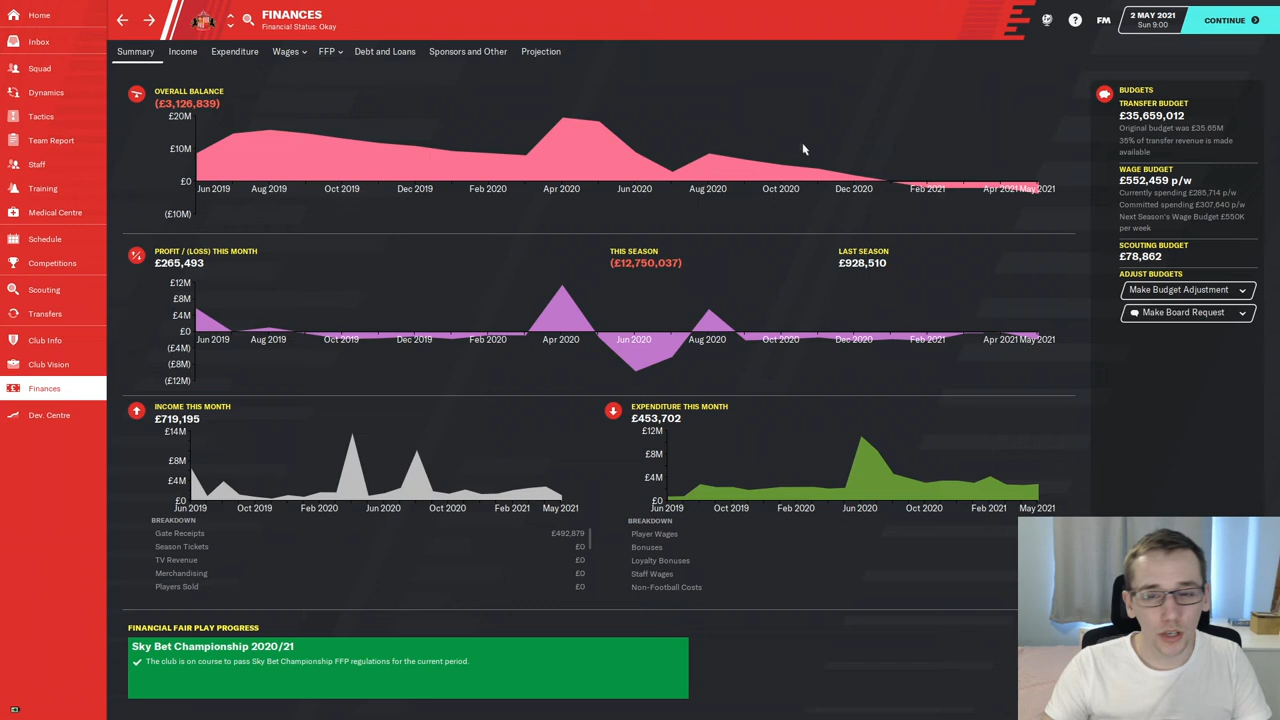 Home
Inbox
Squad
Dynamics
Tactics
Team Report
Staff
Training
Medical Centre
Schedule
Competitions
Scouting
Transfers
Club Info
Club Vision
Finances
Dev. Centre
FINANCES
Financial Status: Okay
FM
2 MAY 2021
Sun 9:00
CONTINUE
Summary Income Expenditure Wages FFP Debt and Loans Sponsors and Other Projection
OVERALL BALANCE
(£3,126,839)
£20M
£10M
£0
(£10M)
Jun 2019 Aug 2019 Oct 2019 Dec 2019 Feb 2020 Apr 2020 Jun 2020 Aug 2020 Oct 2020 Dec 2020 Feb 2021 Apr 2021 May 2021
PROFIT / (LOSS) THIS MONTH
£265,493
THIS SEASON
(£12,750,037)
LAST SEASON
£928,510
£12M
£8M
£4M
£0
(£4M)
(£8M)
(£12M)
Jun 2019 Aug 2019 Oct 2019 Dec 2019 Feb 2020 Apr 2020 Jun 2020 Aug 2020 Oct 2020 Dec 2020 Feb 2021 Apr 2021 May 2021
INCOME THIS MONTH
£719,195
£14M
£8M
£4M
£0
Jun 2019 Oct 2019 Feb 2020 Jun 2020 Oct 2020 Feb 2021 May 2021
BREAKDOWN
Gate Receipts £492,879
Season Tickets £0
TV Revenue £0
Merchandising £0
Players Sold £0
EXPENDITURE THIS MONTH
£453,702
£12M
£8M
£4M
£0
Jun 2019 Oct 2019 Feb 2020 Jun 2020 Oct 2020 Feb 2021 May 2021
BREAKDOWN
Player Wages
Bonuses
Loyalty Bonuses
Staff Wages
Non-Football Costs
FINANCIAL FAIR PLAY PROGRESS
Sky Bet Championship 2020/21
The club is on course to pass Sky Bet Championship FFP regulations for the current period.
BUDGETS
TRANSFER BUDGET
£35,659,012
Original budget was £35.65M
35% of transfer revenue is made
available
WAGE BUDGET
£552,459 p/w
Currently spending £285,714 p/w
Committed spending £307,640 p/w
Next Season's Wage Budget £550K
per week
SCOUTING BUDGET
£78,862
ADJUST BUDGETS
Make Budget Adjustment
Make Board Request